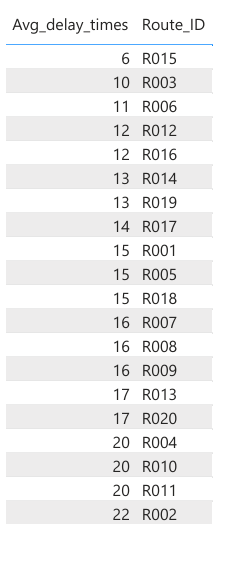 Avg_delay_times Route_ID
6 R015
10 R003
11 R006
12 R012
12 R016
13 R014
13 R019
14 R017
15 R001
15 R005
15 R018
16 R007
16 R008
16 R009
17 R013
17 R020
20 R004
20 R010
20 R011
22 R002